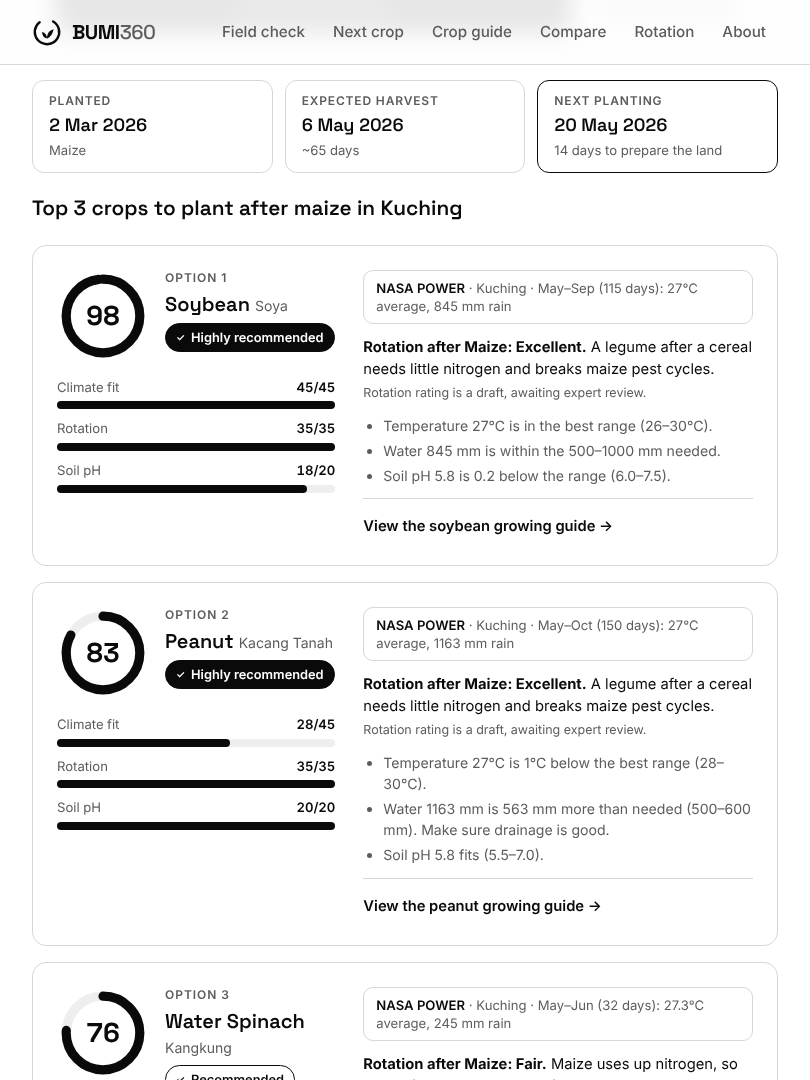 BUMI360
Field check
Next crop
Crop guide
Compare
Rotation
About
PLANTED
2 Mar 2026
Maize
EXPECTED HARVEST
6 May 2026
~65 days
NEXT PLANTING
20 May 2026
14 days to prepare the land
Top 3 crops to plant after maize in Kuching
98
OPTION 1
Soybean Soya
✓ Highly recommended
Climate fit 45/45
Rotation 35/35
Soil pH 18/20
NASA POWER · Kuching · May–Sep (115 days): 27°C
average, 845 mm rain
Rotation after Maize: Excellent. A legume after a cereal
needs little nitrogen and breaks maize pest cycles.
Rotation rating is a draft, awaiting expert review.
• Temperature 27°C is in the best range (26–30°C).
• Water 845 mm is within the 500–1000 mm needed.
• Soil pH 5.8 is 0.2 below the range (6.0–7.5).
View the soybean growing guide →
83
OPTION 2
Peanut Kacang Tanah
✓ Highly recommended
Climate fit 28/45
Rotation 35/35
Soil pH 20/20
NASA POWER · Kuching · May–Oct (150 days): 27°C
average, 1163 mm rain
Rotation after Maize: Excellent. A legume after a cereal
needs little nitrogen and breaks maize pest cycles.
Rotation rating is a draft, awaiting expert review.
• Temperature 27°C is 1°C below the best range (28–
30°C).
• Water 1163 mm is 563 mm more than needed (500–600
mm). Make sure drainage is good.
• Soil pH 5.8 fits (5.5–7.0).
View the peanut growing guide →
76
OPTION 3
Water Spinach
Kangkung
✓ Recommended
NASA POWER · Kuching · May–Jun (32 days): 27.3°C
average, 245 mm rain
Rotation after Maize: Fair. Maize uses up nitrogen, so